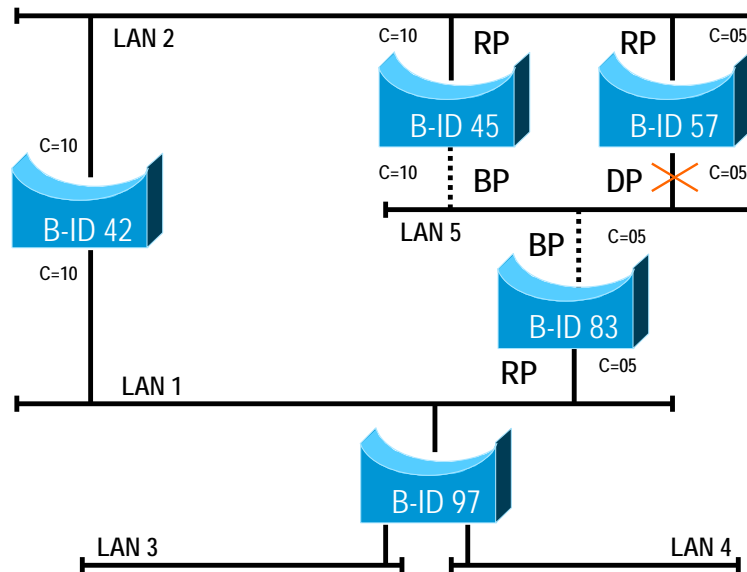 LAN 2
C=10
RP
RP
C=05
B-ID 45
B-ID 57
C=10
C=10
BP
DP
C=05
B-ID 42
LAN 5
BP
C=05
C=10
B-ID 83
RP
C=05
LAN 1
B-ID 97
LAN 3
LAN 4